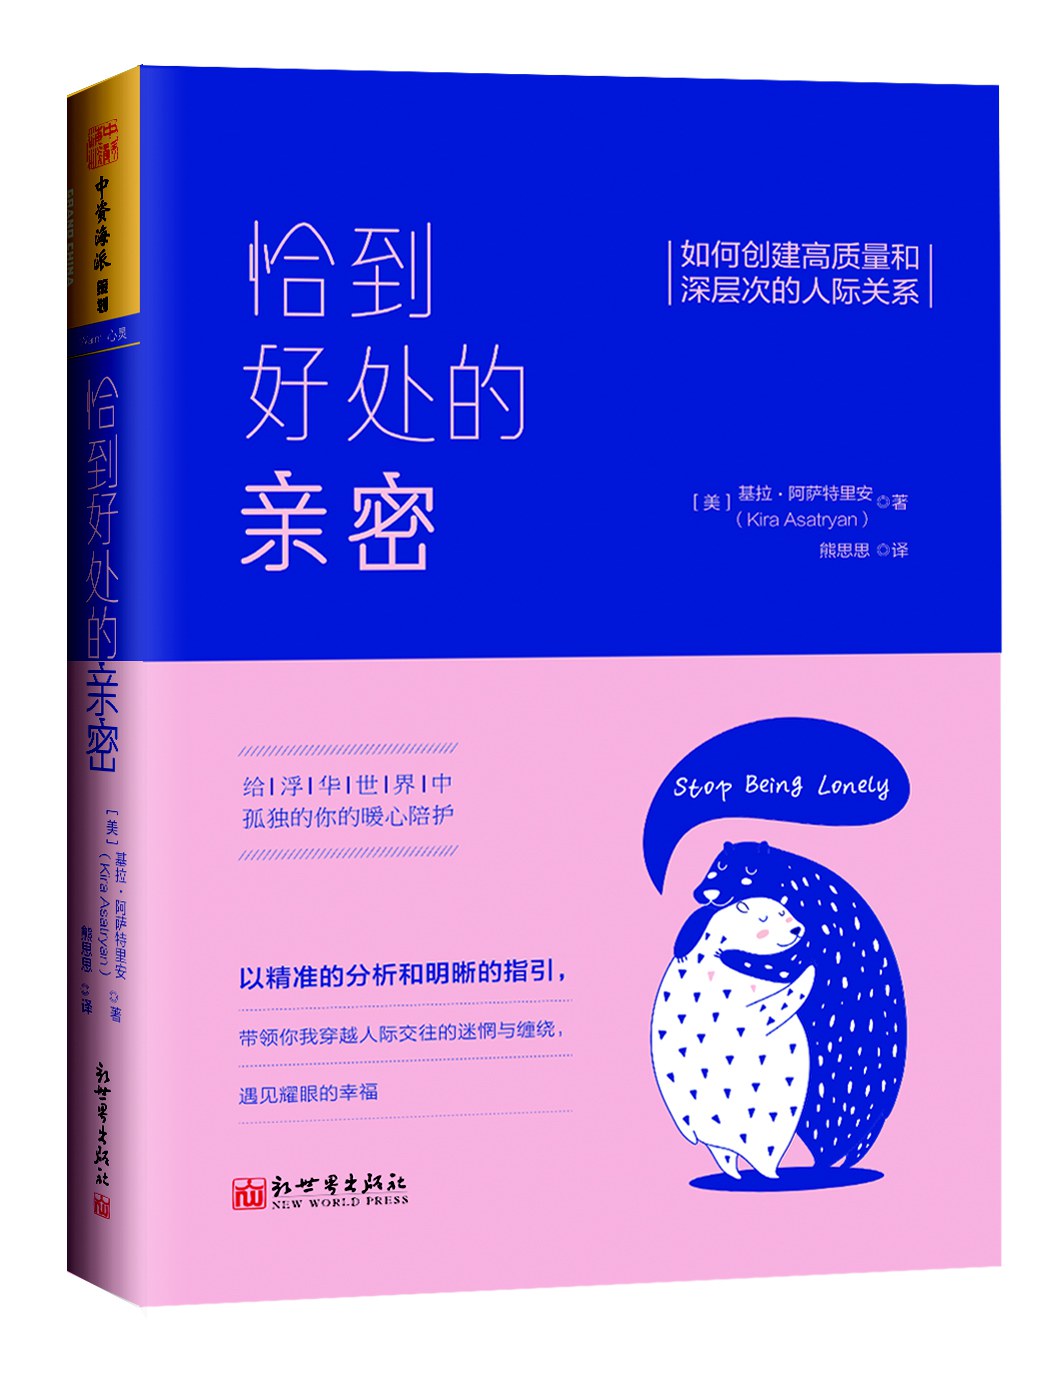 恰到
好处的
亲密
如何创建高质量和
深层次的人际关系
[美] 基拉·阿萨特里安 ◎著
（Kira Asatryan）
熊思思 ◎译
给浮华世界中
孤独的你的暖心陪护
Stop Being Lonely
以精准的分析和明晰的指引，
带领你我穿越人际交往的迷惘与缠绕，
遇见耀眼的幸福
新世界出版社
NEW WORLD PRESS
中资海派
GRAND CHINA
心灵
恰到好处的亲密
[美] 基拉·阿萨特里安 ◎ 著
（Kira Asatryan）
熊思思 ◎ 译
新世界出版社